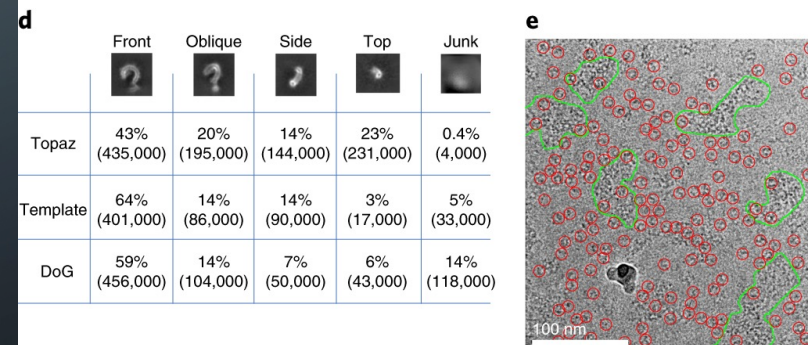 d
Front Oblique Side Top Junk
Topaz 43% 20% 14% 23% 0.4%
(435,000) (195,000) (144,000) (231,000) (4,000)
Template 64% 14% 14% 3% 5%
(401,000) (86,000) (90,000) (17,000) (33,000)
DoG 59% 14% 7% 6% 14%
(456,000) (104,000) (50,000) (43,000) (118,000)
e
100 nm